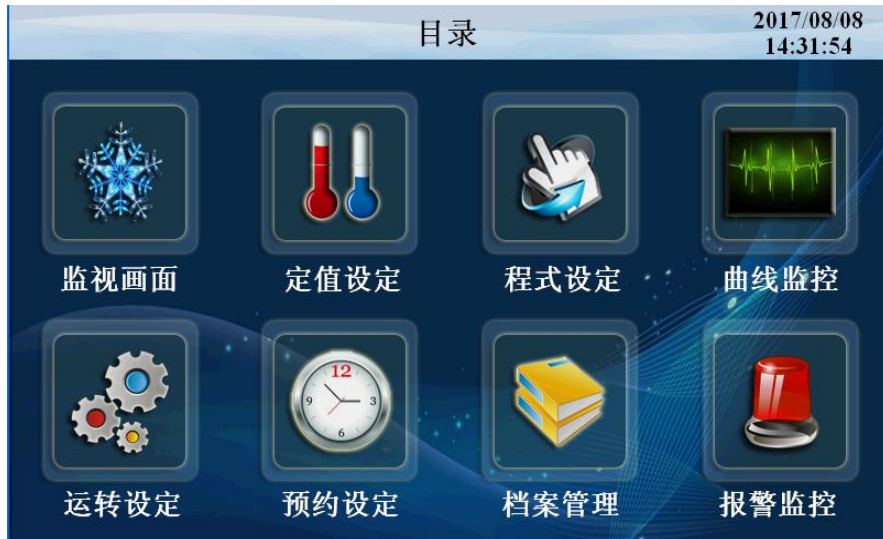 目录
2017/08/08
14:31:54
监视画面
定值设定
程式设定
曲线监控
12
9
3
6
运转设定
预约设定
档案管理
报警监控